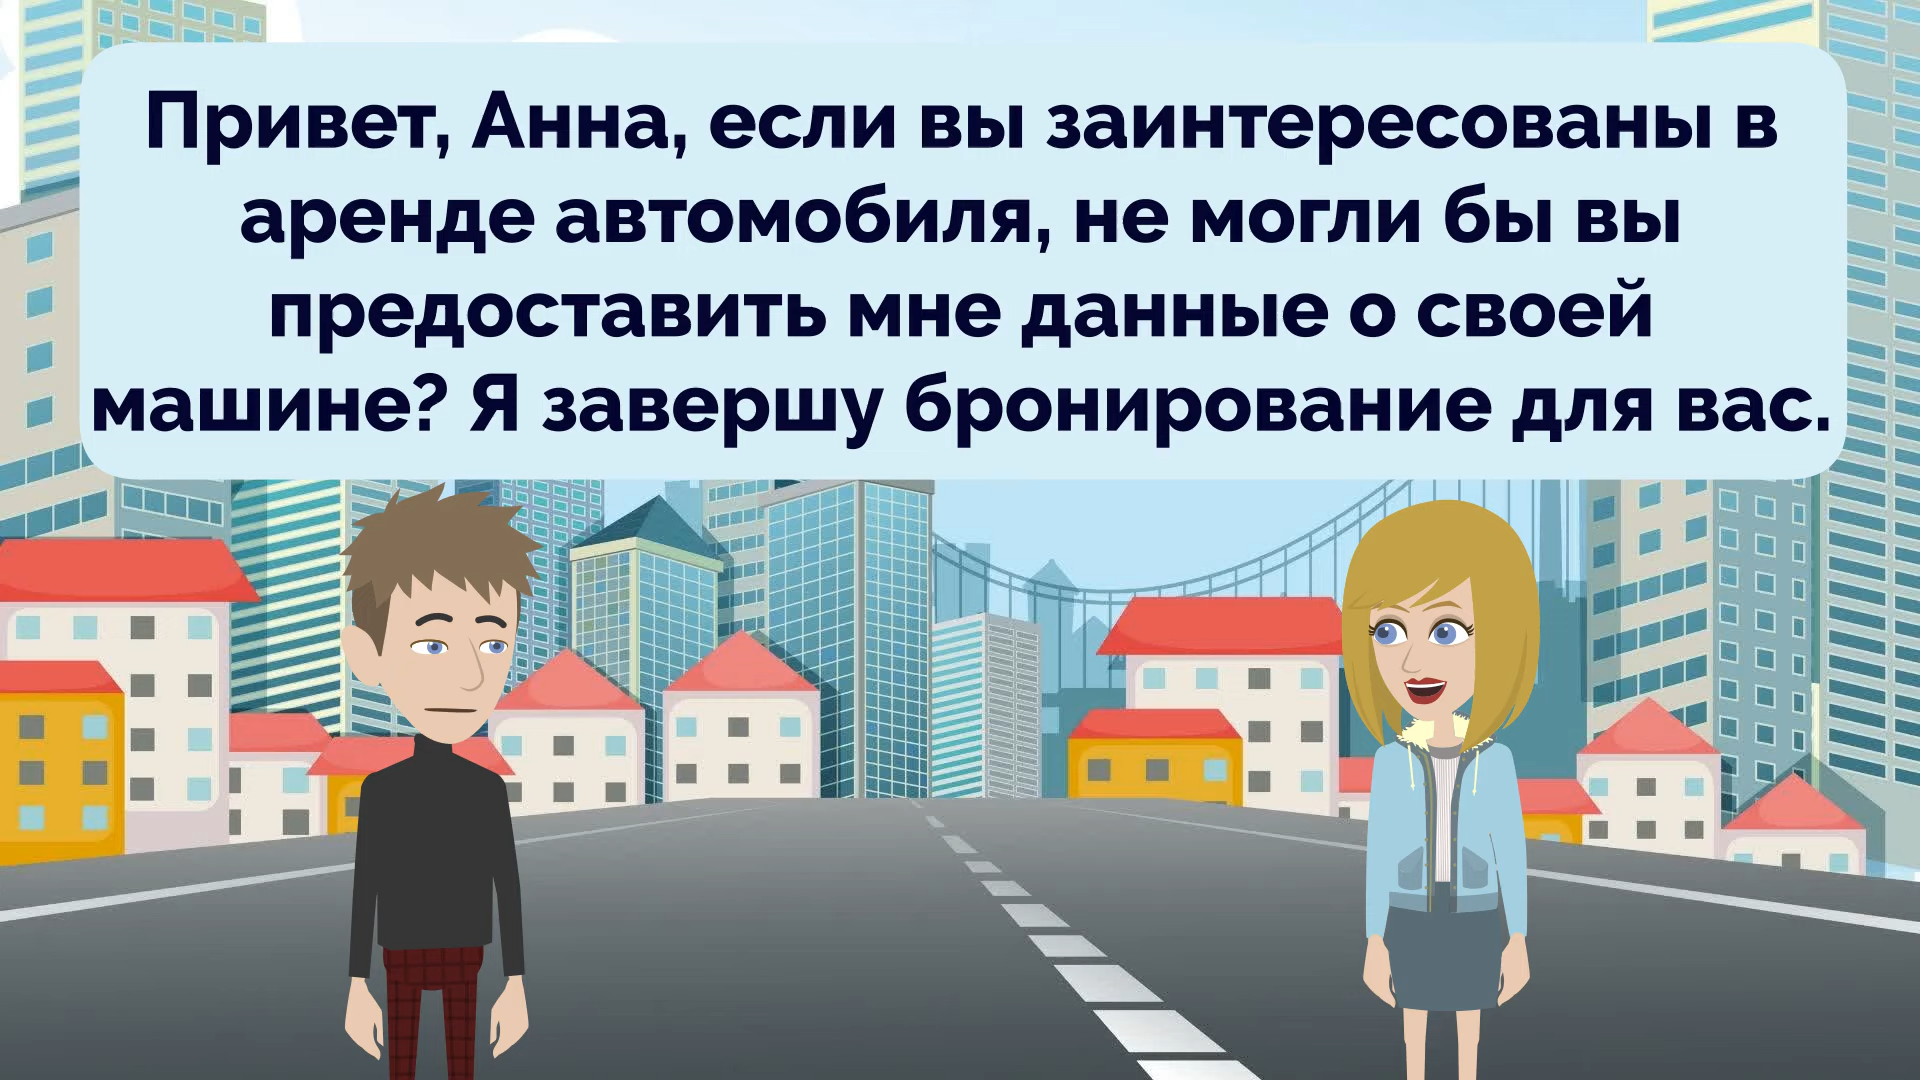 Привет, Анна, если вы заинтересованы в
аренде автомобиля, не могли бы вы
предоставить мне данные о своей
машине? Я завершу бронирование для вас.